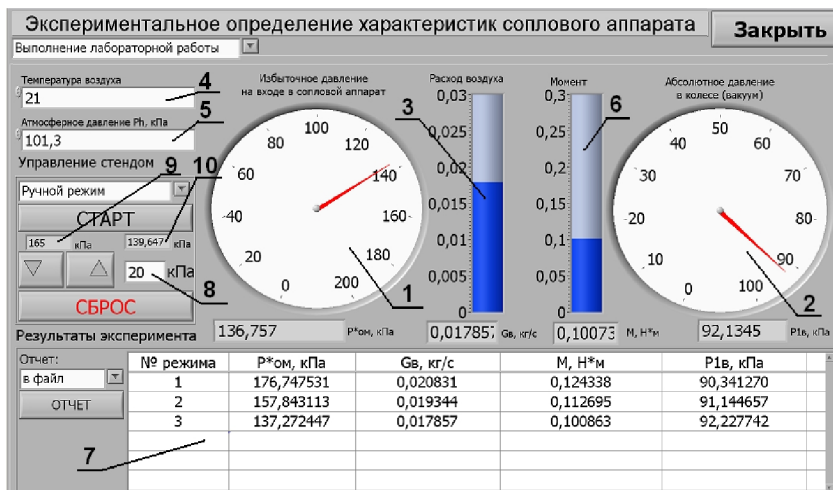 Экспериментальное определение характеристик соплового аппарата
Закрыть
Выполнение лабораторной работы
Температура воздуха
4
21
Атмосферное давление Ph, кПа
5
101,3
Управление стендом
9
10
Ручной режим
СТАРТ
165 кПа
139,647 кПа
20 кПа
8
СБРОС
Избыточное давление
на входе в сопловой аппарат
0
20
40
60
80
100
120
140
160
180
200
1
136,757 Р*ом, кПа
Расход воздуха
3
0,03
0,025
0,02
0,015
0,01
0,005
0
0,017857 Gв, кг/с
Момент
6
0,3
0,25
0,2
0,15
0,1
0,05
0
0,10073 М, Н*м
Абсолютное давление
в колесе (вакуум)
0
10
20
30
40
50
60
70
80
90
100
2
92,1345 Р1в, кПа
Результаты эксперимента
Отчет:
в файл
ОТЧЕТ
7
№ режима Р*ом, кПа Gв, кг/с М, Н*м Р1в, кПа
1 176,747531 0,020831 0,124338 90,341270
2 157,843113 0,019344 0,112695 91,144657
3 137,272447 0,017857 0,100863 92,227742